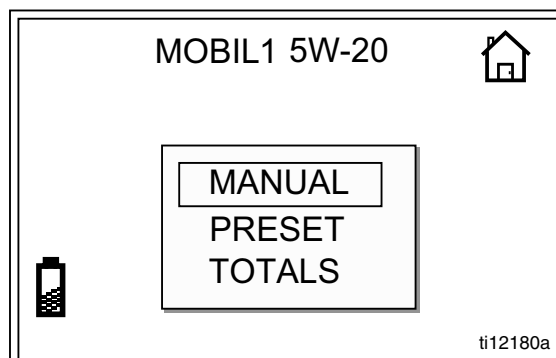 MOBIL1 5W-20
MANUAL
PRESET
TOTALS
ti12180a